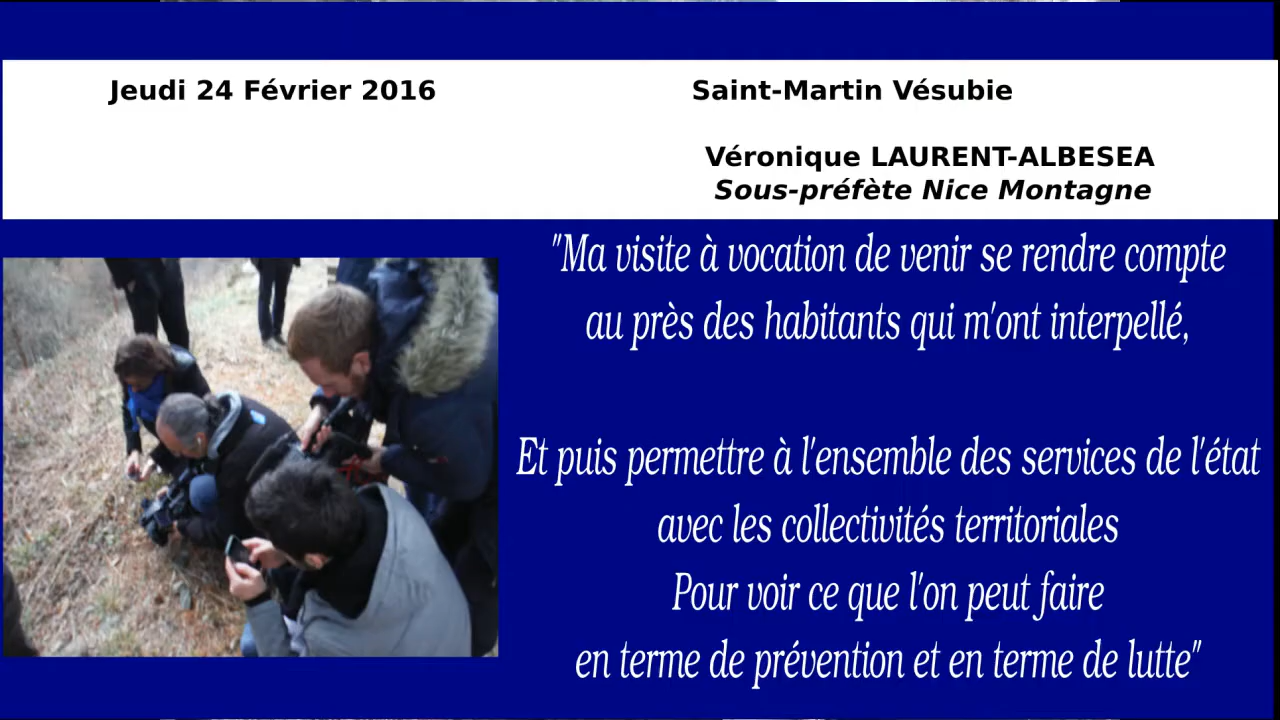 Jeudi 24 Février 2016
Saint-Martin Vésubie
Véronique LAURENT-ALBESEA
Sous-préfète Nice Montagne
"Ma visite à vocation de venir se rendre compte
au près des habitants qui m'ont interpellé,
Et puis permettre à l'ensemble des services de l'état
avec les collectivités territoriales
Pour voir ce que l'on peut faire
en terme de prévention et en terme de lutte"